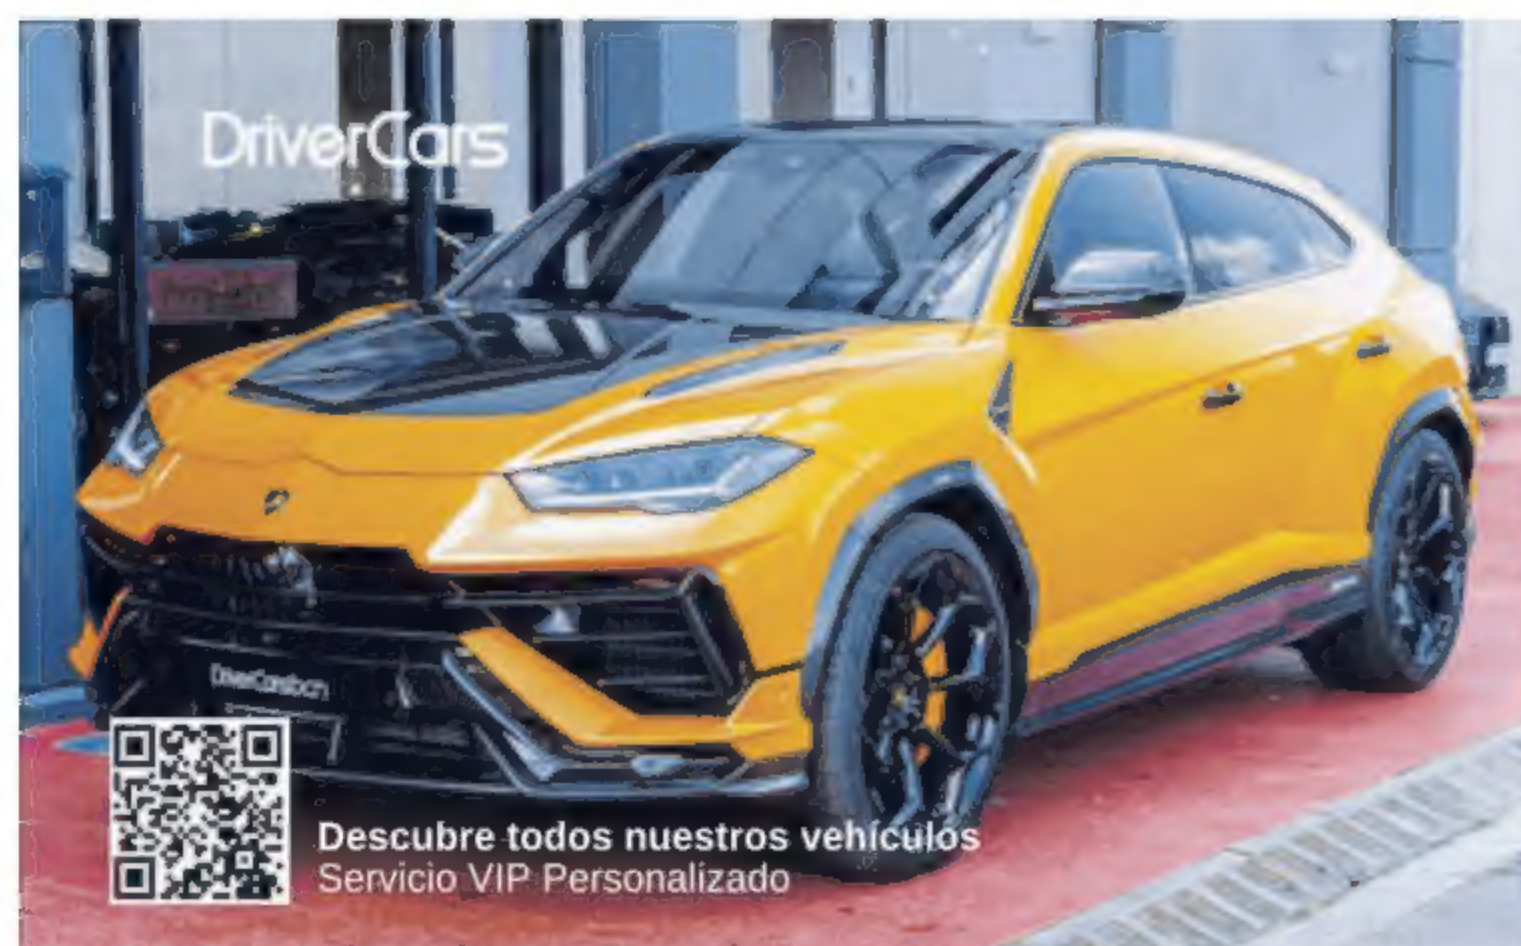 DriverCars
Descubre todos nuestros vehículos
Servicio VIP Personalizado